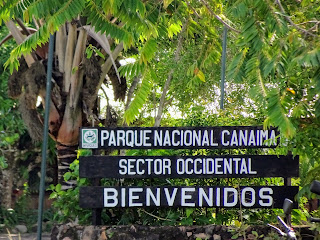 PARQUE NACIONAL CANAIMA
SECTOR OCCIDENTAL
BIENVENIDOS